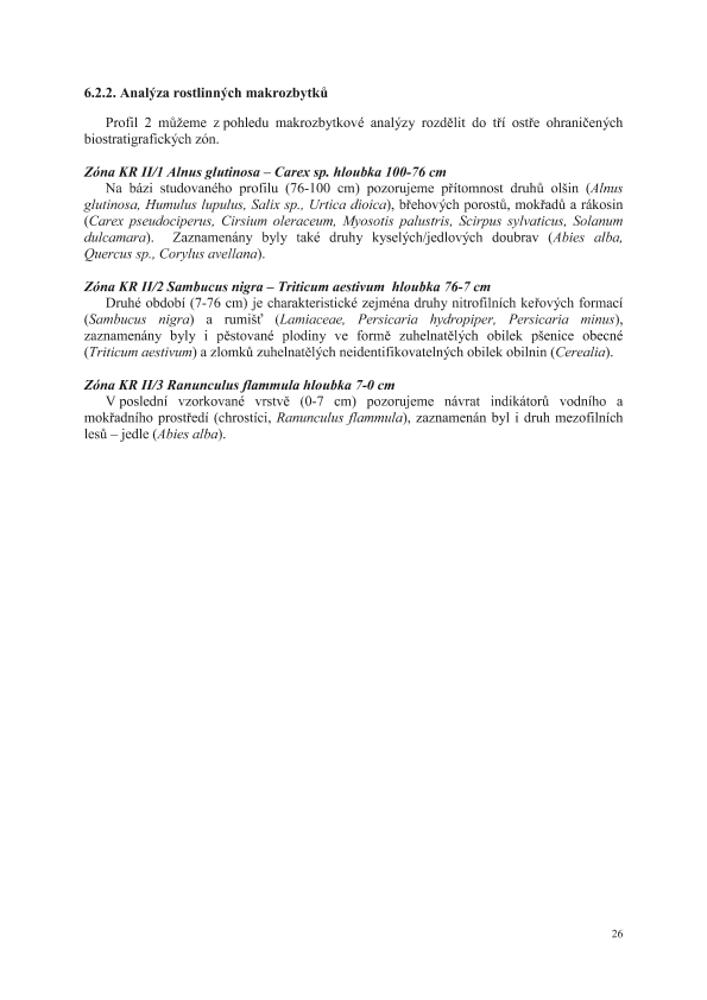 6.2.2. Analýza rostlinných makrozbytků
Profil 2 můžeme z pohledu makrozbytkové analýzy rozdělit do tří ostře ohraničených
biostratigrafických zón.
Zóna KR II/1 Alnus glutinosa – Carex sp. hloubka 100-76 cm
Na bázi studovaného profilu (76-100 cm) pozorujeme přítomnost druhů olšin (Alnus
glutinosa, Humulus lupulus, Salix sp., Urtica dioica), břehových porostů, mokřadů a rákosin
(Carex pseudociperus, Cirsium oleraceum, Myosotis palustris, Scirpus sylvaticus, Solanum
dulcamara). Zaznamenány byly také druhy kyselých/jedlových doubrav (Abies alba,
Quercus sp., Corylus avellana).
Zóna KR II/2 Sambucus nigra – Triticum aestivum hloubka 76-7 cm
Druhé období (7-76 cm) je charakteristické zejména druhy nitrofilních keřových formací
(Sambucus nigra) a rumišť (Lamiaceae, Persicaria hydropiper, Persicaria minus),
zaznamenány byly i pěstované plodiny ve formě zuhelnatělých obilek pšenice obecné
(Triticum aestivum) a zlomků zuhelnatělých neidentifikovatelných obilek obilnin (Cerealia).
Zóna KR II/3 Ranunculus flammula hloubka 7-0 cm
V poslední vzorkované vrstvě (0-7 cm) pozorujeme návrat indikátorů vodního a
mokřadního prostředí (chrostíci, Ranunculus flammula), zaznamenán byl i druh mezofilních
lesů – jedle (Abies alba).
26